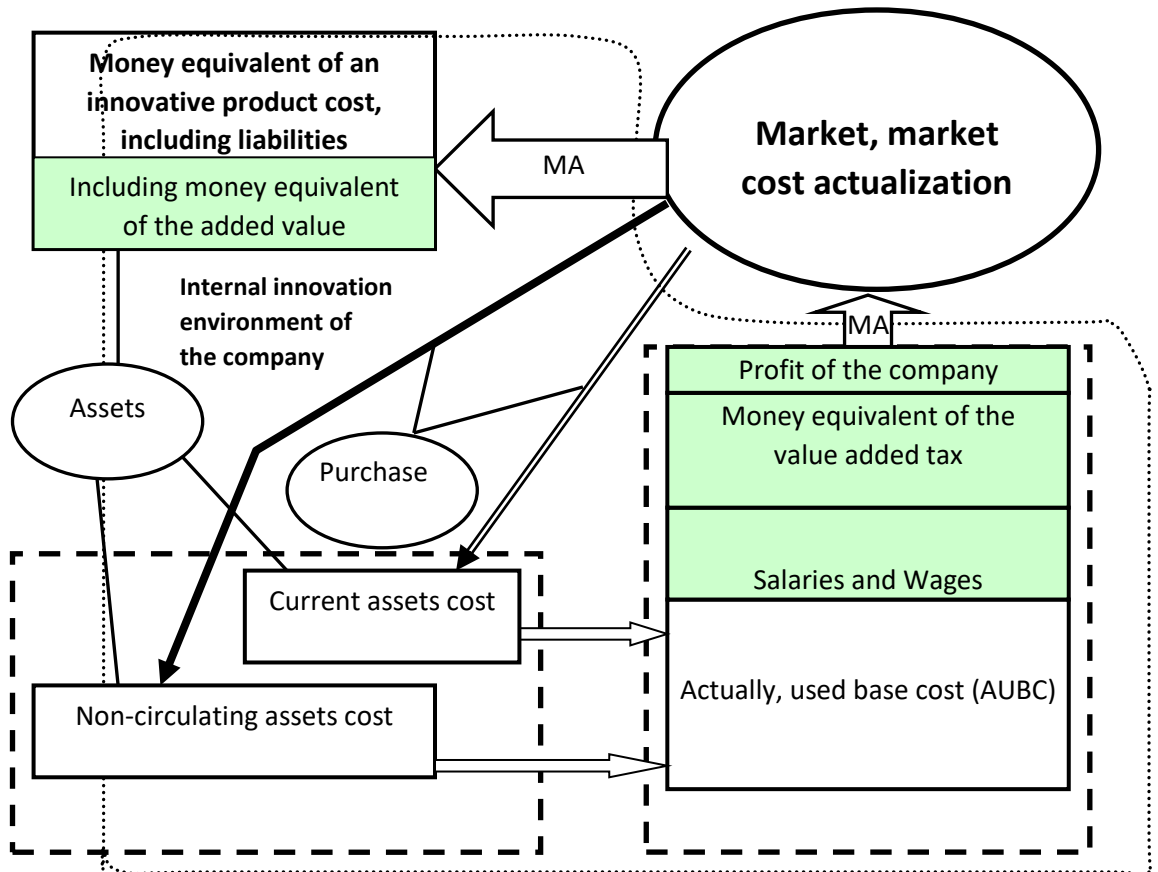 Money equivalent of an
innovative product cost,
including liabilities
Including money equivalent
of the added value
MA
Market, market
cost actualization
Internal innovation
environment of
the company
MA
Assets
Purchase
Profit of the company
Money equivalent of the
value added tax
Salaries and Wages
Current assets cost
Actually, used base cost (AUBC)
Non-circulating assets cost